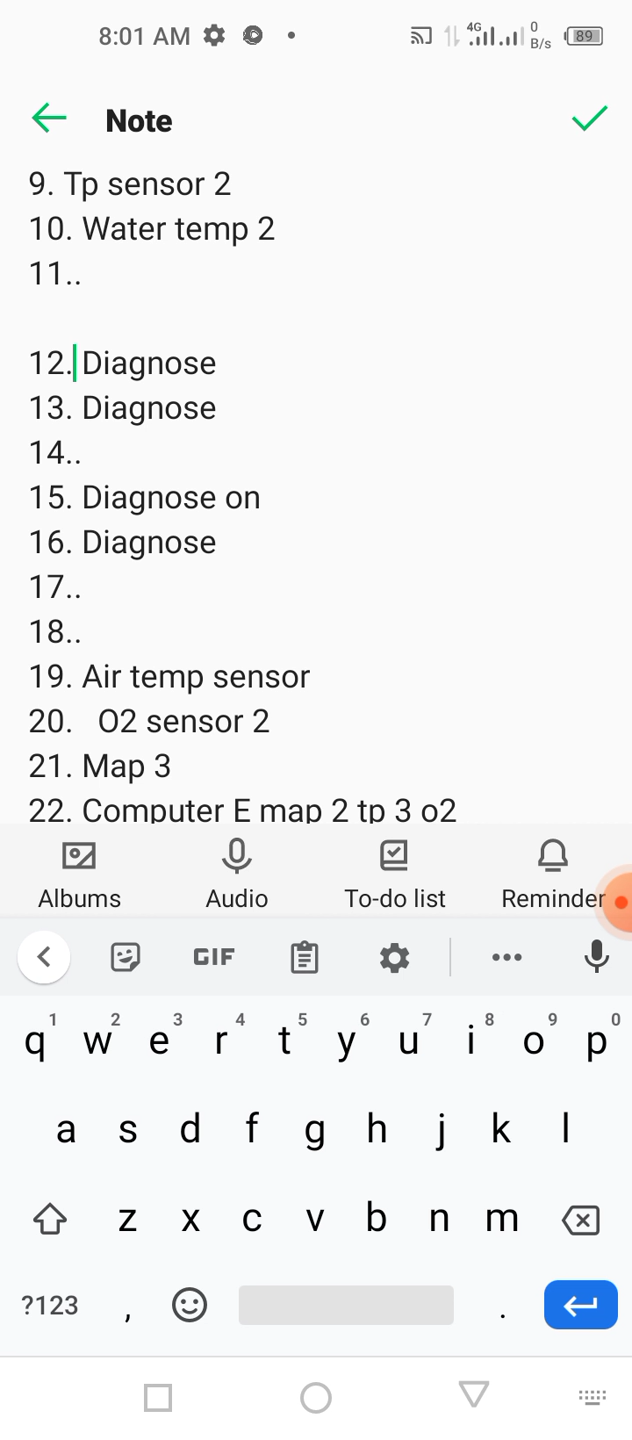 8:01 AM 4G 0 B/s 89
Note
9. Tp sensor 2
10. Water temp 2
11..
12. Diagnose
13. Diagnose
14..
15. Diagnose on
16. Diagnose
17..
18..
19. Air temp sensor
20.   O2 sensor 2
21. Map 3
22. Computer E map 2 tp 3 o2
Albums Audio To-do list Reminder
GIF
1 2 3 4 5 6 7 8 9 0
q w e r t y u i o p
a s d f g h j k l
z x c v b n m
?123 , .